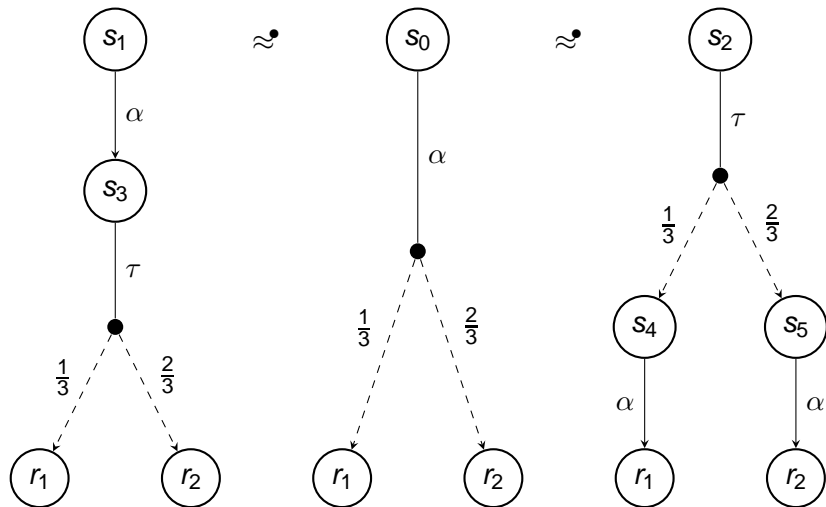 s₁ ≈• s₀ ≈• s₂
α
τ
α
s₃
τ
1/3 2/3
1/3 2/3
1/3 2/3
s₄ s₅
α α
r₁ r₂ r₁ r₂ r₁ r₂